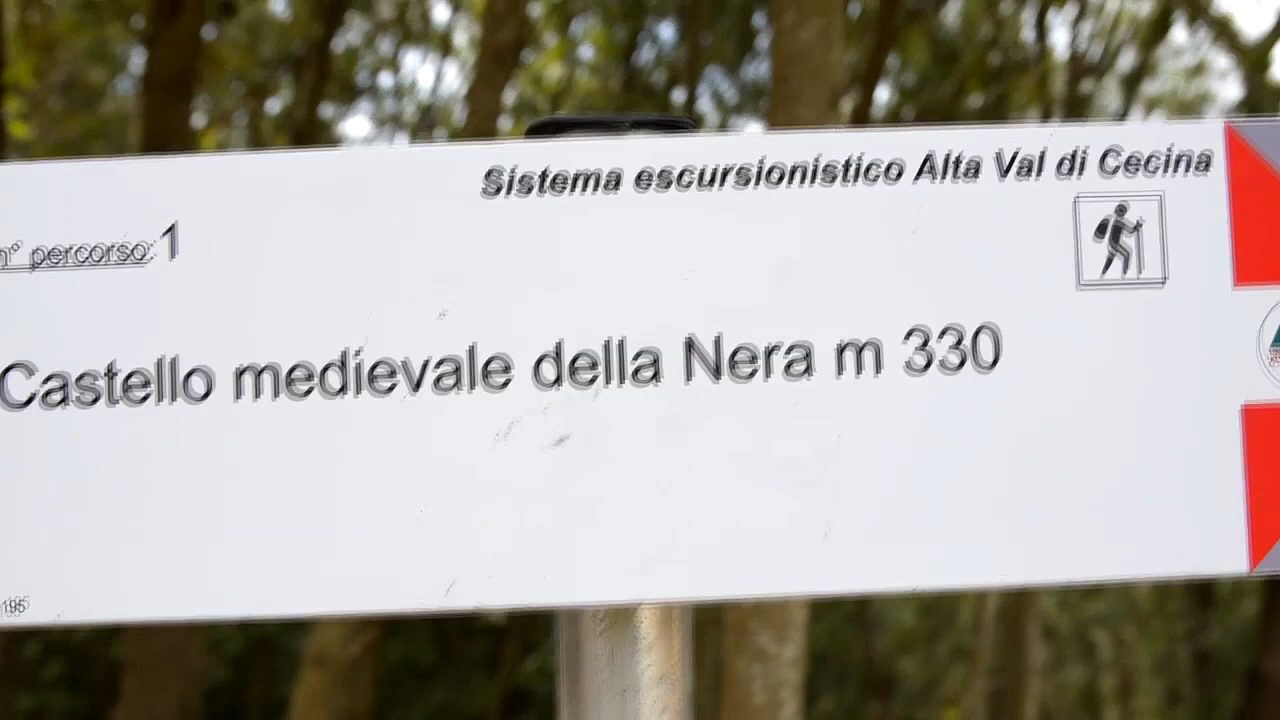 Sistema escursionistico Alta Val di Cecina
n° percorso: 1
Castello medievale della Nera m 330
195